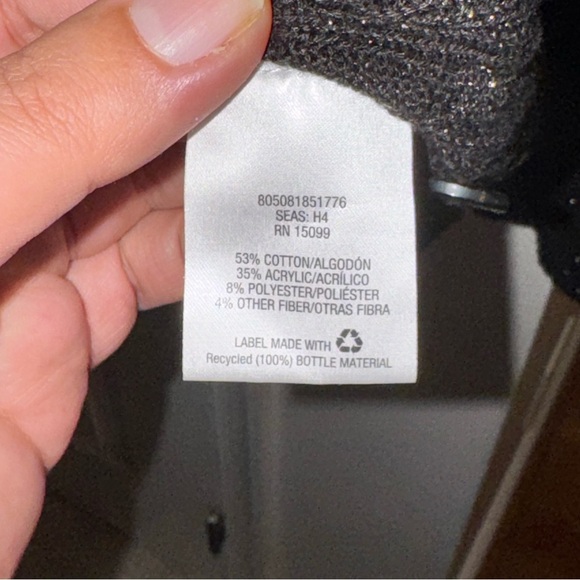 805081851776
SEAS: H4
RN 15099
53% COTTON/ALGODÓN
35% ACRYLIC/ACRÍLICO
8% POLYESTER/POLIÉSTER
4% OTHER FIBER/OTRAS FIBRA
LABEL MADE WITH
Recycled (100%) BOTTLE MATERIAL